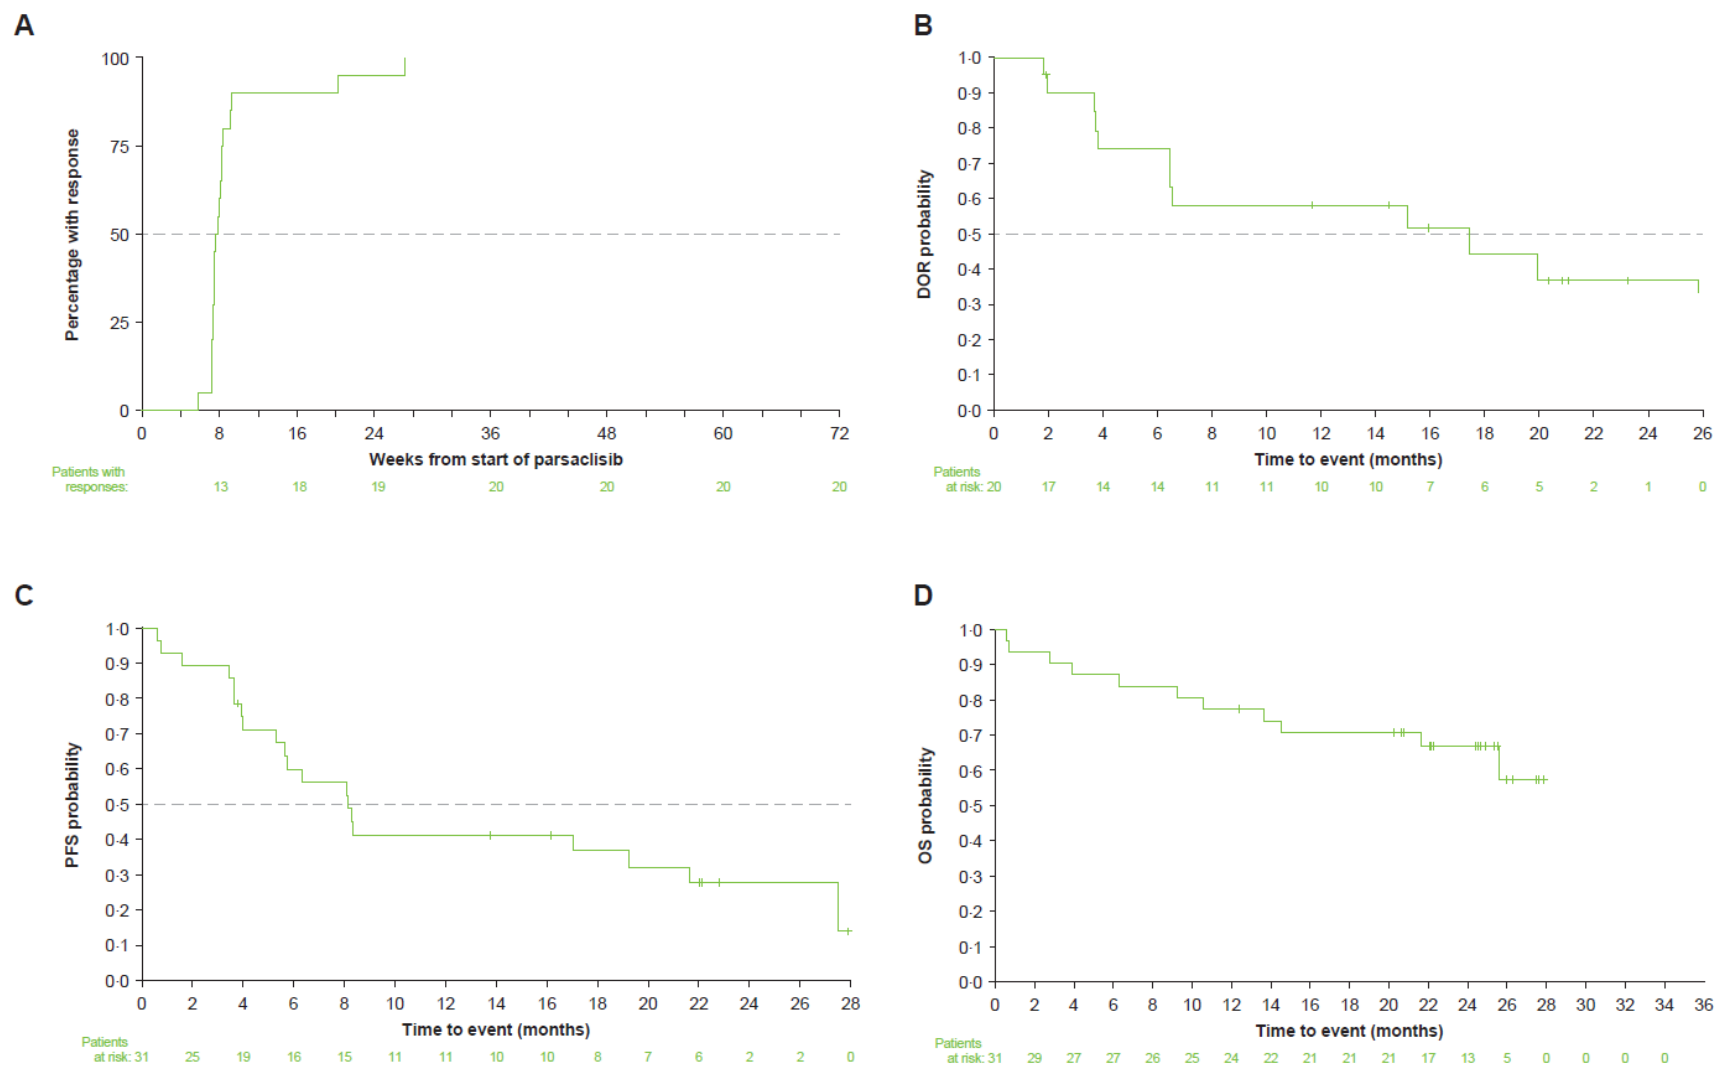 A
100
75
50
25
0
Percentage with response
0 8 16 24 36 48 60 72
Weeks from start of parsaclisib
Patients with
responses: 13 18 19 20 20 20 20
B
1·0
0·9
0·8
0·7
0·6
0·5
0·4
0·3
0·2
0·1
0·0
DOR probability
0 2 4 6 8 10 12 14 16 18 20 22 24 26
Time to event (months)
Patients
at risk: 20 17 14 14 11 11 10 10 7 6 5 2 1 0
C
1·0
0·9
0·8
0·7
0·6
0·5
0·4
0·3
0·2
0·1
0·0
PFS probability
0 2 4 6 8 10 12 14 16 18 20 22 24 26 28
Time to event (months)
Patients
at risk: 31 25 19 16 15 11 11 10 10 8 7 6 2 2 0
D
1·0
0·9
0·8
0·7
0·6
0·5
0·4
0·3
0·2
0·1
0·0
OS probability
0 2 4 6 8 10 12 14 16 18 20 22 24 26 28 30 32 34 36
Time to event (months)
Patients
at risk: 31 29 27 27 26 25 24 22 21 21 21 17 13 5 0 0 0 0